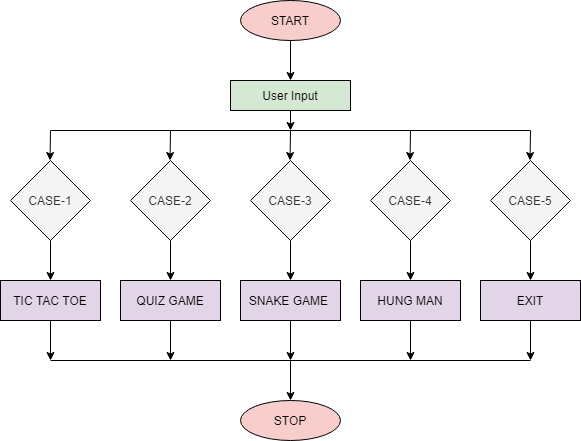 START
User Input
CASE-1
CASE-2
CASE-3
CASE-4
CASE-5
TIC TAC TOE
QUIZ GAME
SNAKE GAME
HUNG MAN
EXIT
STOP